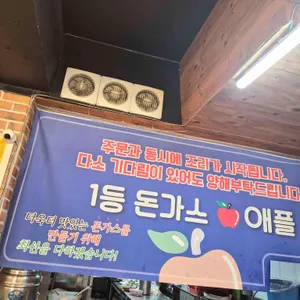 주문과 동시에 조리가 시작됩니다.
다소 기다림이 있어도 양해부탁드립니다
1등 돈가스 애플
더욱더 맛있는 돈가스를
만들기 위해
최선을 다하겠습니다!